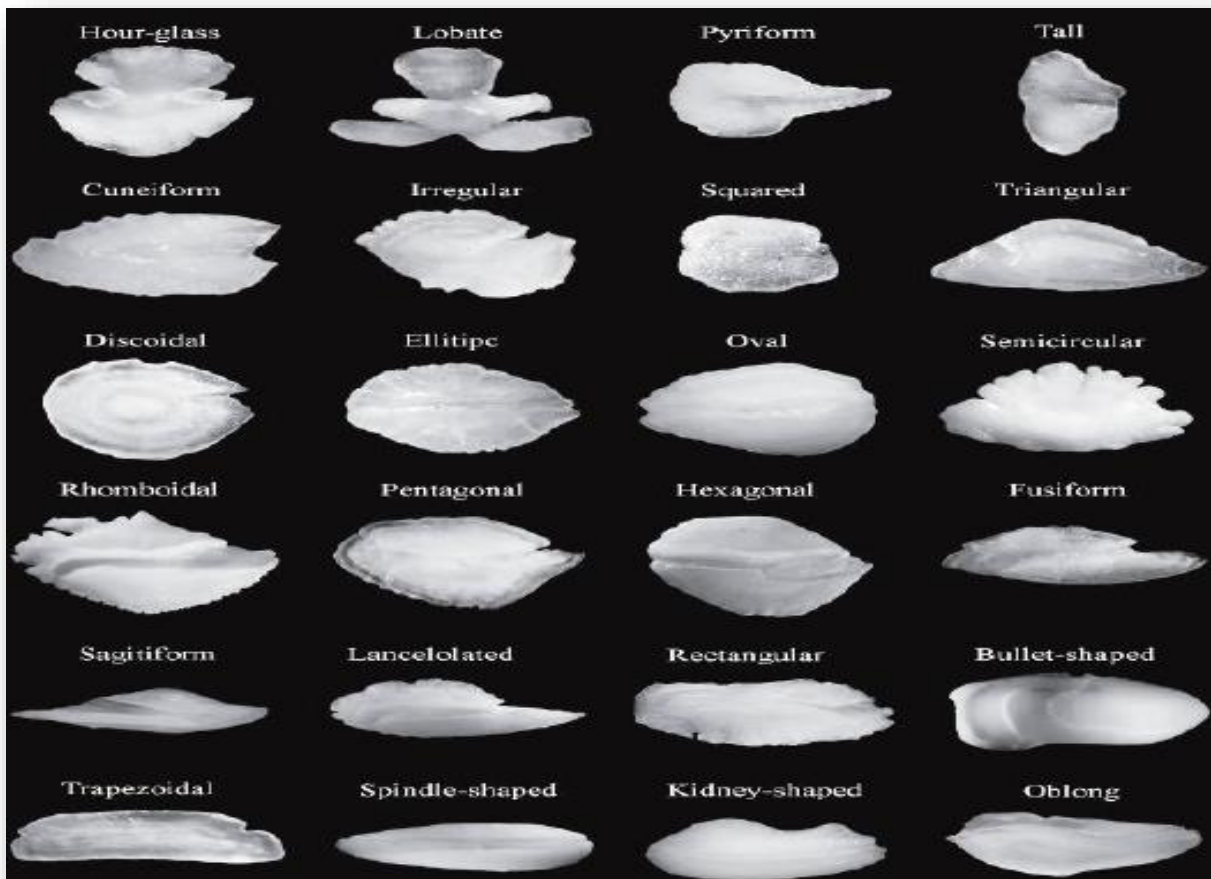 Hour-glass Lobate Pyriform Tall
Cuneiform Irregular Squared Triangular
Discoidal Ellitipc Oval Semicircular
Rhomboidal Pentagonal Hexagonal Fusiform
Sagitiform Lancelolated Rectangular Bullet-shaped
Trapezoidal Spindle-shaped Kidney-shaped Oblong